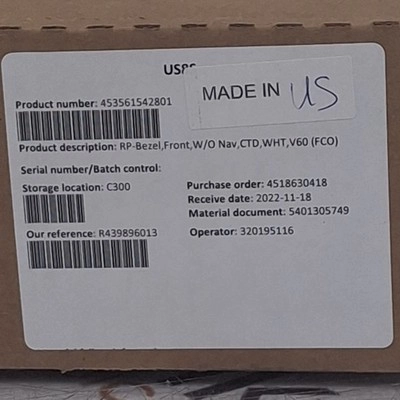 MADE IN US
Product number: 453561542801
Product description: RP-Bezel,Front,W/O Nav,CTD,WHT,V60 (FCO)
Serial number/Batch control:
Storage location: C300
Purchase order: 4518630418
Receive date: 2022-11-18
Material document: 5401305749
Our reference: R439896013
Operator: 320195116